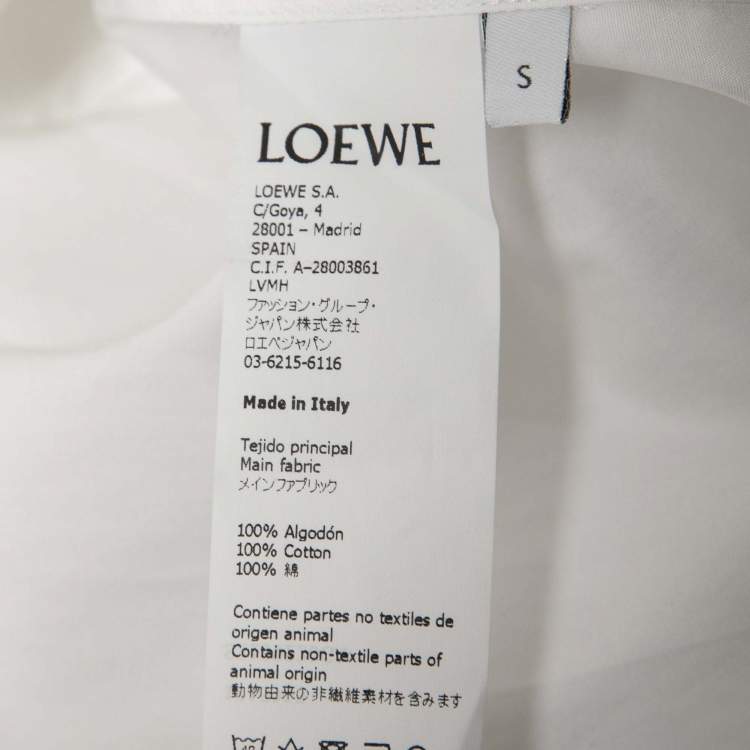 S
LOEWE
LOEWE S.A.
C/Goya, 4
28001 – Madrid
SPAIN
C.I.F. A–28003861
LVMH
ファッション・グループ・
ジャパン株式会社
ロエベジャパン
03-6215-6116
Made in Italy
Tejido principal
Main fabric
メインファブリック
100% Algodón
100% Cotton
100% 綿
Contiene partes no textiles de
origen animal
Contains non-textile parts of
animal origin
動物由来の非繊維素材を含みます